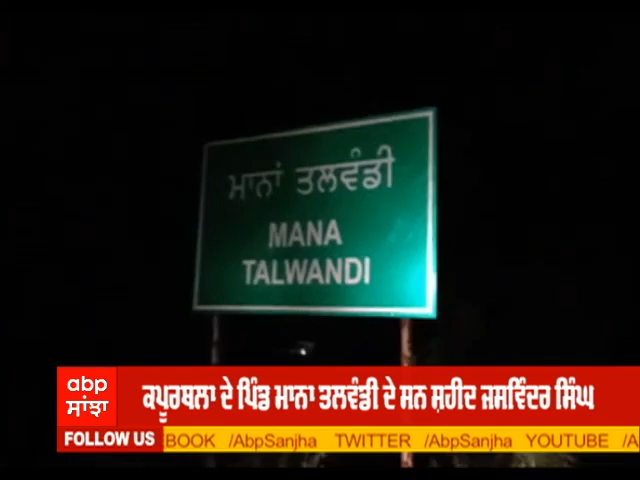 ਮਾਨਾਂ ਤਲਵੰਡੀ
MANA
TALWANDI
abp
ਸਾਂਝਾ
ਕਪੂਰਥਲਾ ਦੇ ਪਿੰਡ ਮਾਨਾ ਤਲਵੰਡੀ ਦੇ ਸਨ ਸ਼ਹੀਦ ਜਸਵਿੰਦਰ ਸਿੰਘ
FOLLOW US BOOK /AbpSanjha TWITTER /AbpSanjha YOUTUBE /A